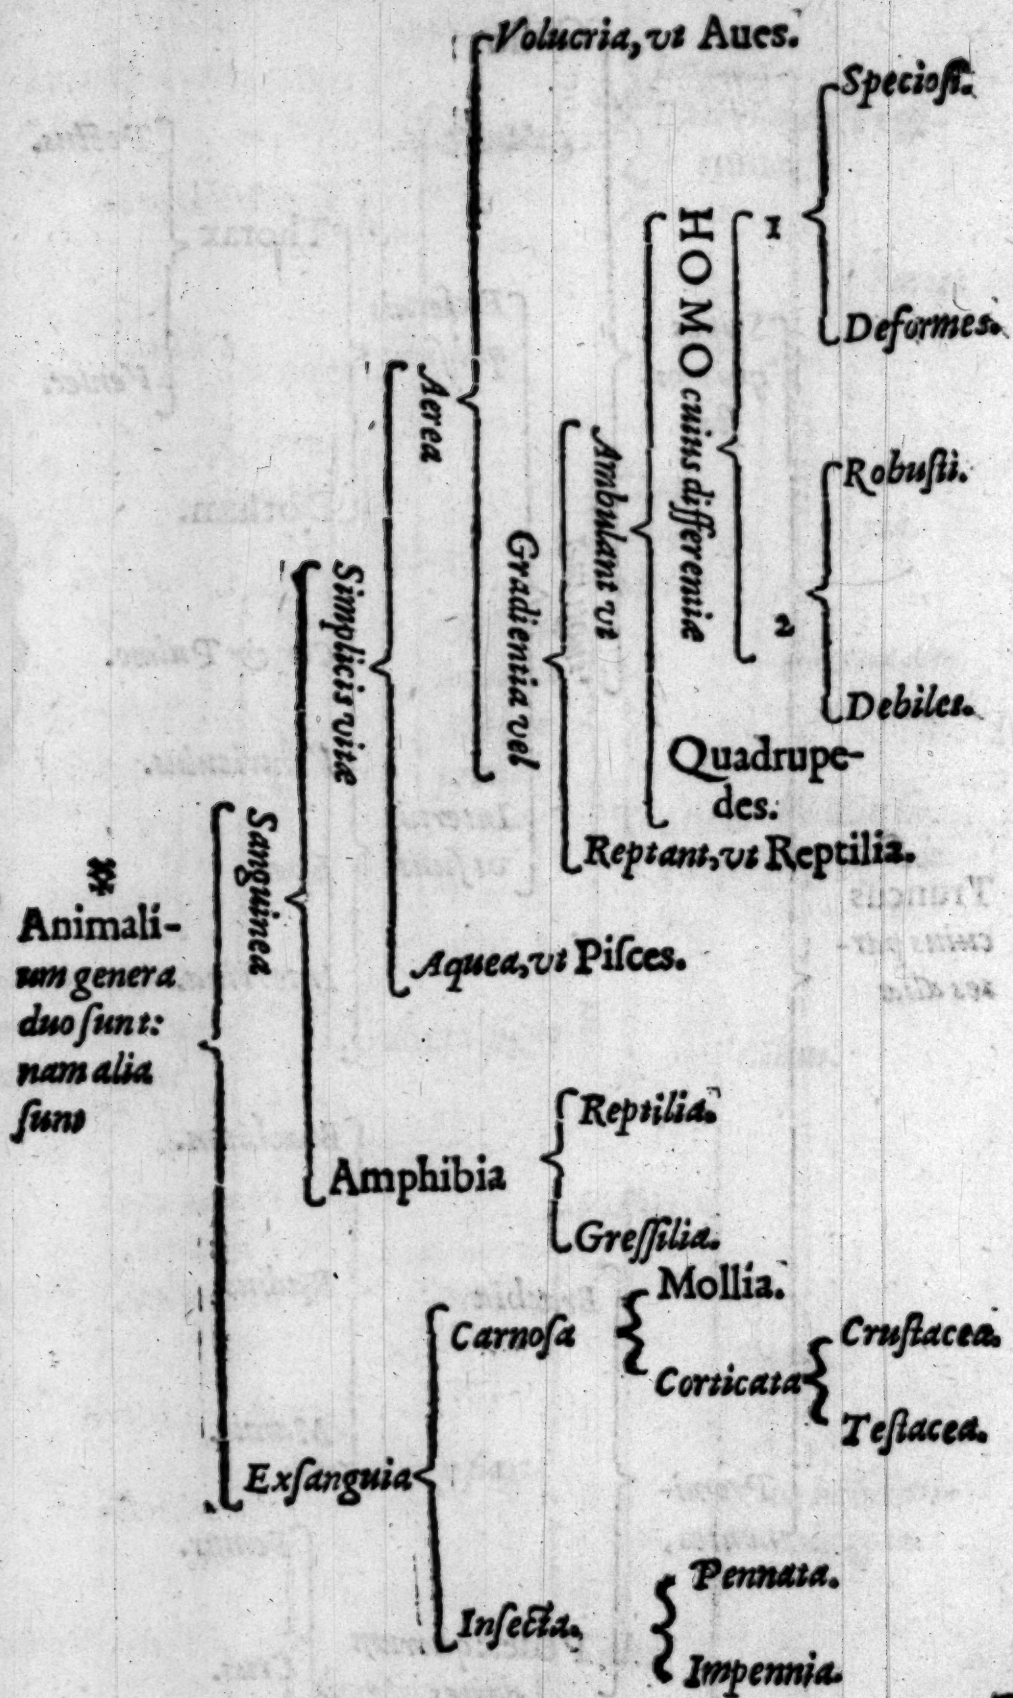 Animali-
um genera
duo ſunt:
nam alia
ſunt
Sanguinea
Simplicis vitæ
Aerea
Volucria, vt Aues.
Gradientia vel
Ambulant vt
HOMO cuius differentiæ
1
Specioſi.
Deformes.
2
Robuſti.
Debiles.
Quadrupe-
des.
Reptant, vt Reptilia.
Aquea, vt Piſces.
Amphibia
Reptilia.
Greſſilia.
Exſanguia
Carnoſa
Mollia.
Corticata
Cruſtacea.
Teſtacea.
Inſecta.
Pennata.
Impennia.